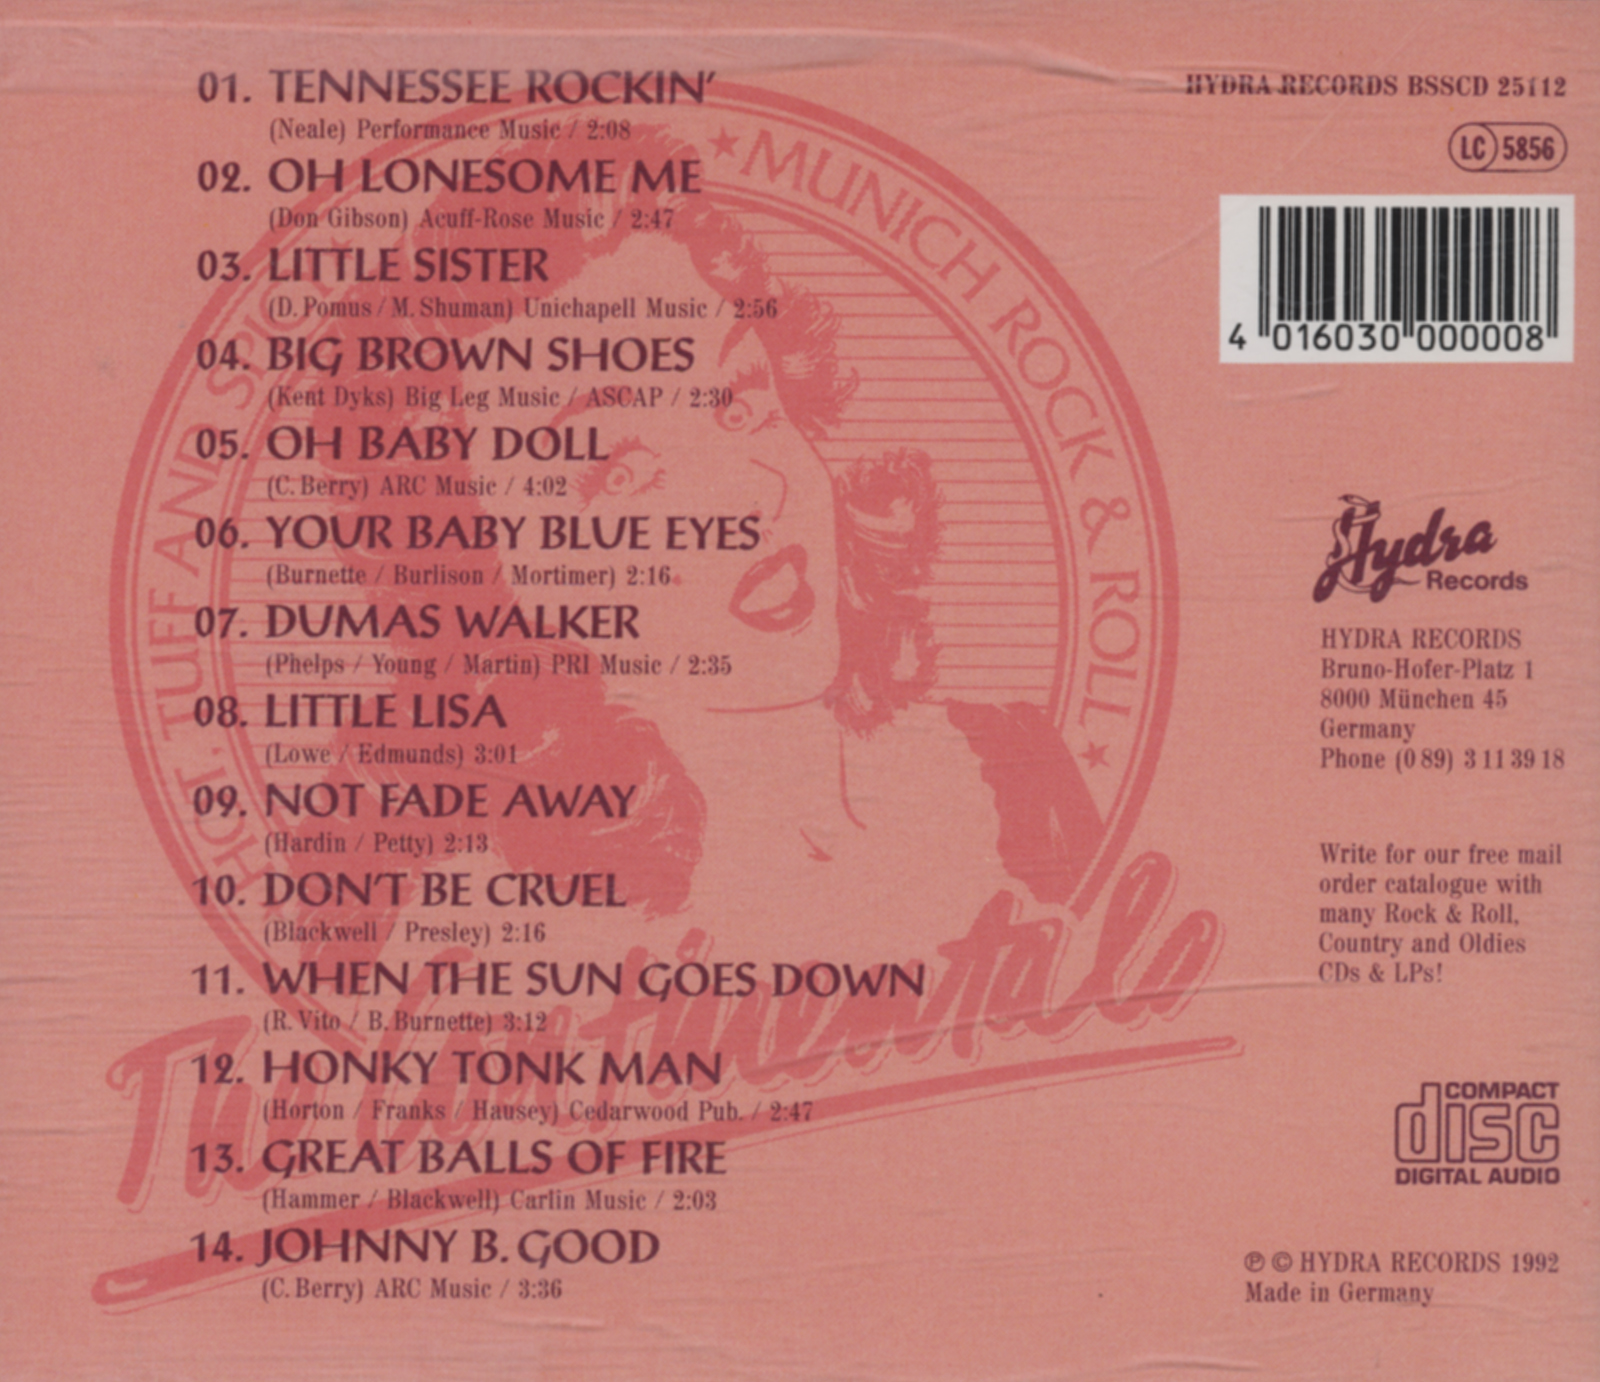 01. TENNESSEE ROCKIN'
(Neale) Performance Music / 2:08
02. OH LONESOME ME
(Don Gibson) Acuff-Rose Music / 2:47
03. LITTLE SISTER
(D. Pomus / M. Shuman) Unichapell Music / 2:56
04. BIG BROWN SHOES
(Kent Dyks) Big Leg Music / ASCAP / 2:30
05. OH BABY DOLL
(C. Berry) ARC Music / 4:02
06. YOUR BABY BLUE EYES
(Burnette / Burlison / Mortimer) 2:16
07. DUMAS WALKER
(Phelps / Young / Martin) PRI Music / 2:35
08. LITTLE LISA
(Lowe / Edmunds) 3:01
09. NOT FADE AWAY
(Hardin / Petty) 2:13
10. DON'T BE CRUEL
(Blackwell / Presley) 2:16
11. WHEN THE SUN GOES DOWN
(R. Vito / B. Burnette) 3:12
12. HONKY TONK MAN
(Horton / Franks / Hausey) Cedarwood Pub. / 2:47
13. GREAT BALLS OF FIRE
(Hammer / Blackwell) Carlin Music / 2:03
14. JOHNNY B. GOOD
(C. Berry) ARC Music / 3:36
HOT, TUFF AND SPICY
★ MUNICH ROCK & ROLL ★
The Continentals
HYDRA RECORDS BSSCD 25112
LC 5856
4 016030 000008
Hydra
Records
HYDRA RECORDS
Bruno-Hofer-Platz 1
8000 München 45
Germany
Phone (0 89) 3 11 39 18
Write for our free mail
order catalogue with
many Rock & Roll,
Country and Oldies
CDs & LPs!
COMPACT
disc
DIGITAL AUDIO
℗ © HYDRA RECORDS 1992
Made in Germany